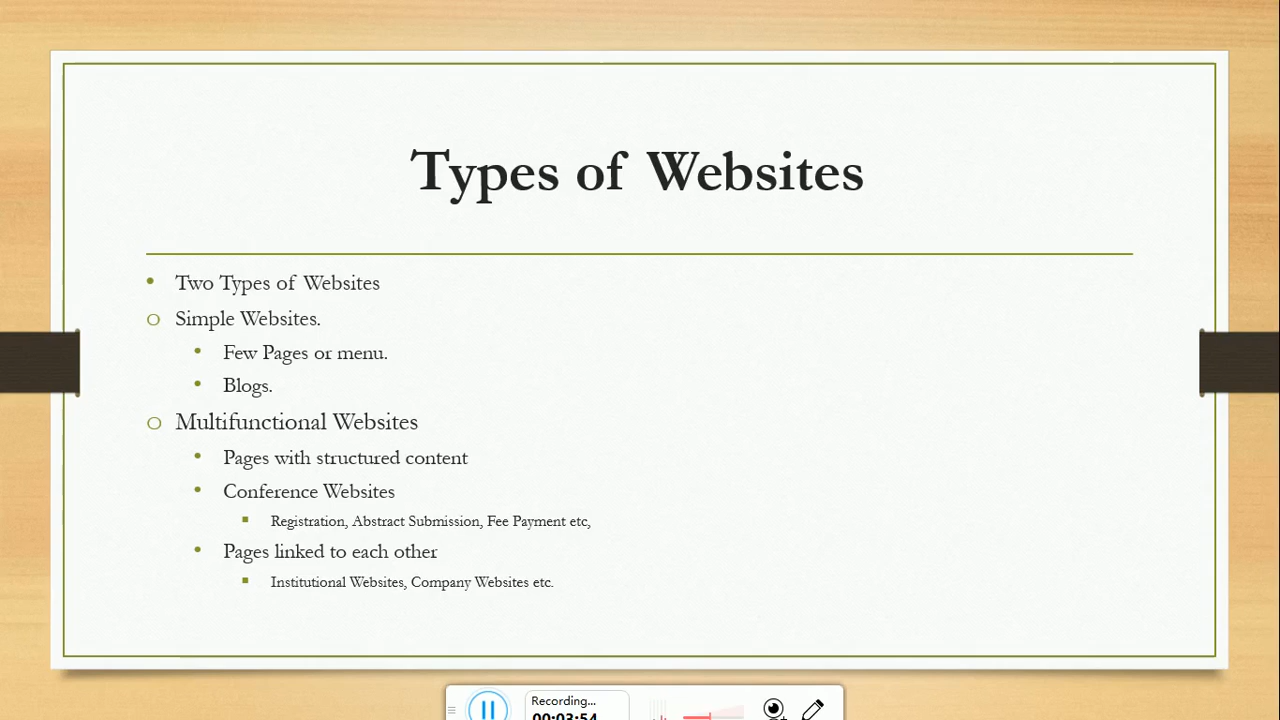 Types of Websites
Two Types of Websites
Simple Websites.
Few Pages or menu.
Blogs.
Multifunctional Websites
Pages with structured content
Conference Websites
Registration, Abstract Submission, Fee Payment etc,
Pages linked to each other
Institutional Websites, Company Websites etc.
Recording...
00:03:54